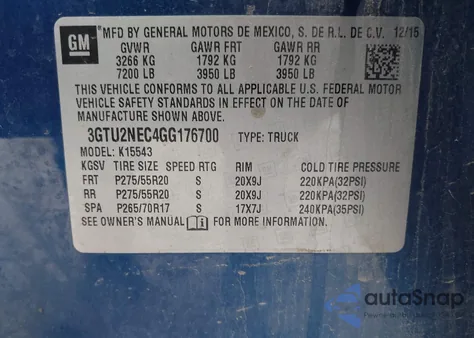 GM
MFD BY GENERAL MOTORS DE MEXICO, S. DE R.L. DE C.V. 12/15
GVWR GAWR FRT GAWR RR
3266 KG 1792 KG 1792 KG
7200 LB 3950 LB 3950 LB
THIS VEHICLE CONFORMS TO ALL APPLICABLE U.S. FEDERAL MOTOR
VEHICLE SAFETY STANDARDS IN EFFECT ON THE DATE OF
MANUFACTURE SHOWN ABOVE.
3GTU2NEC4GG176700 TYPE: TRUCK
MODEL: K15543
KGSV TIRE SIZE SPEED RTG RIM COLD TIRE PRESSURE
FRT P275/55R20 S 20X9J 220KPA(32PSI)
RR P275/55R20 S 20X9J 220KPA(32PSI)
SPA P265/70R17 S 17X7J 240KPA(35PSI)
SEE OWNER'S MANUAL FOR MORE INFORMATION.
autoSnap